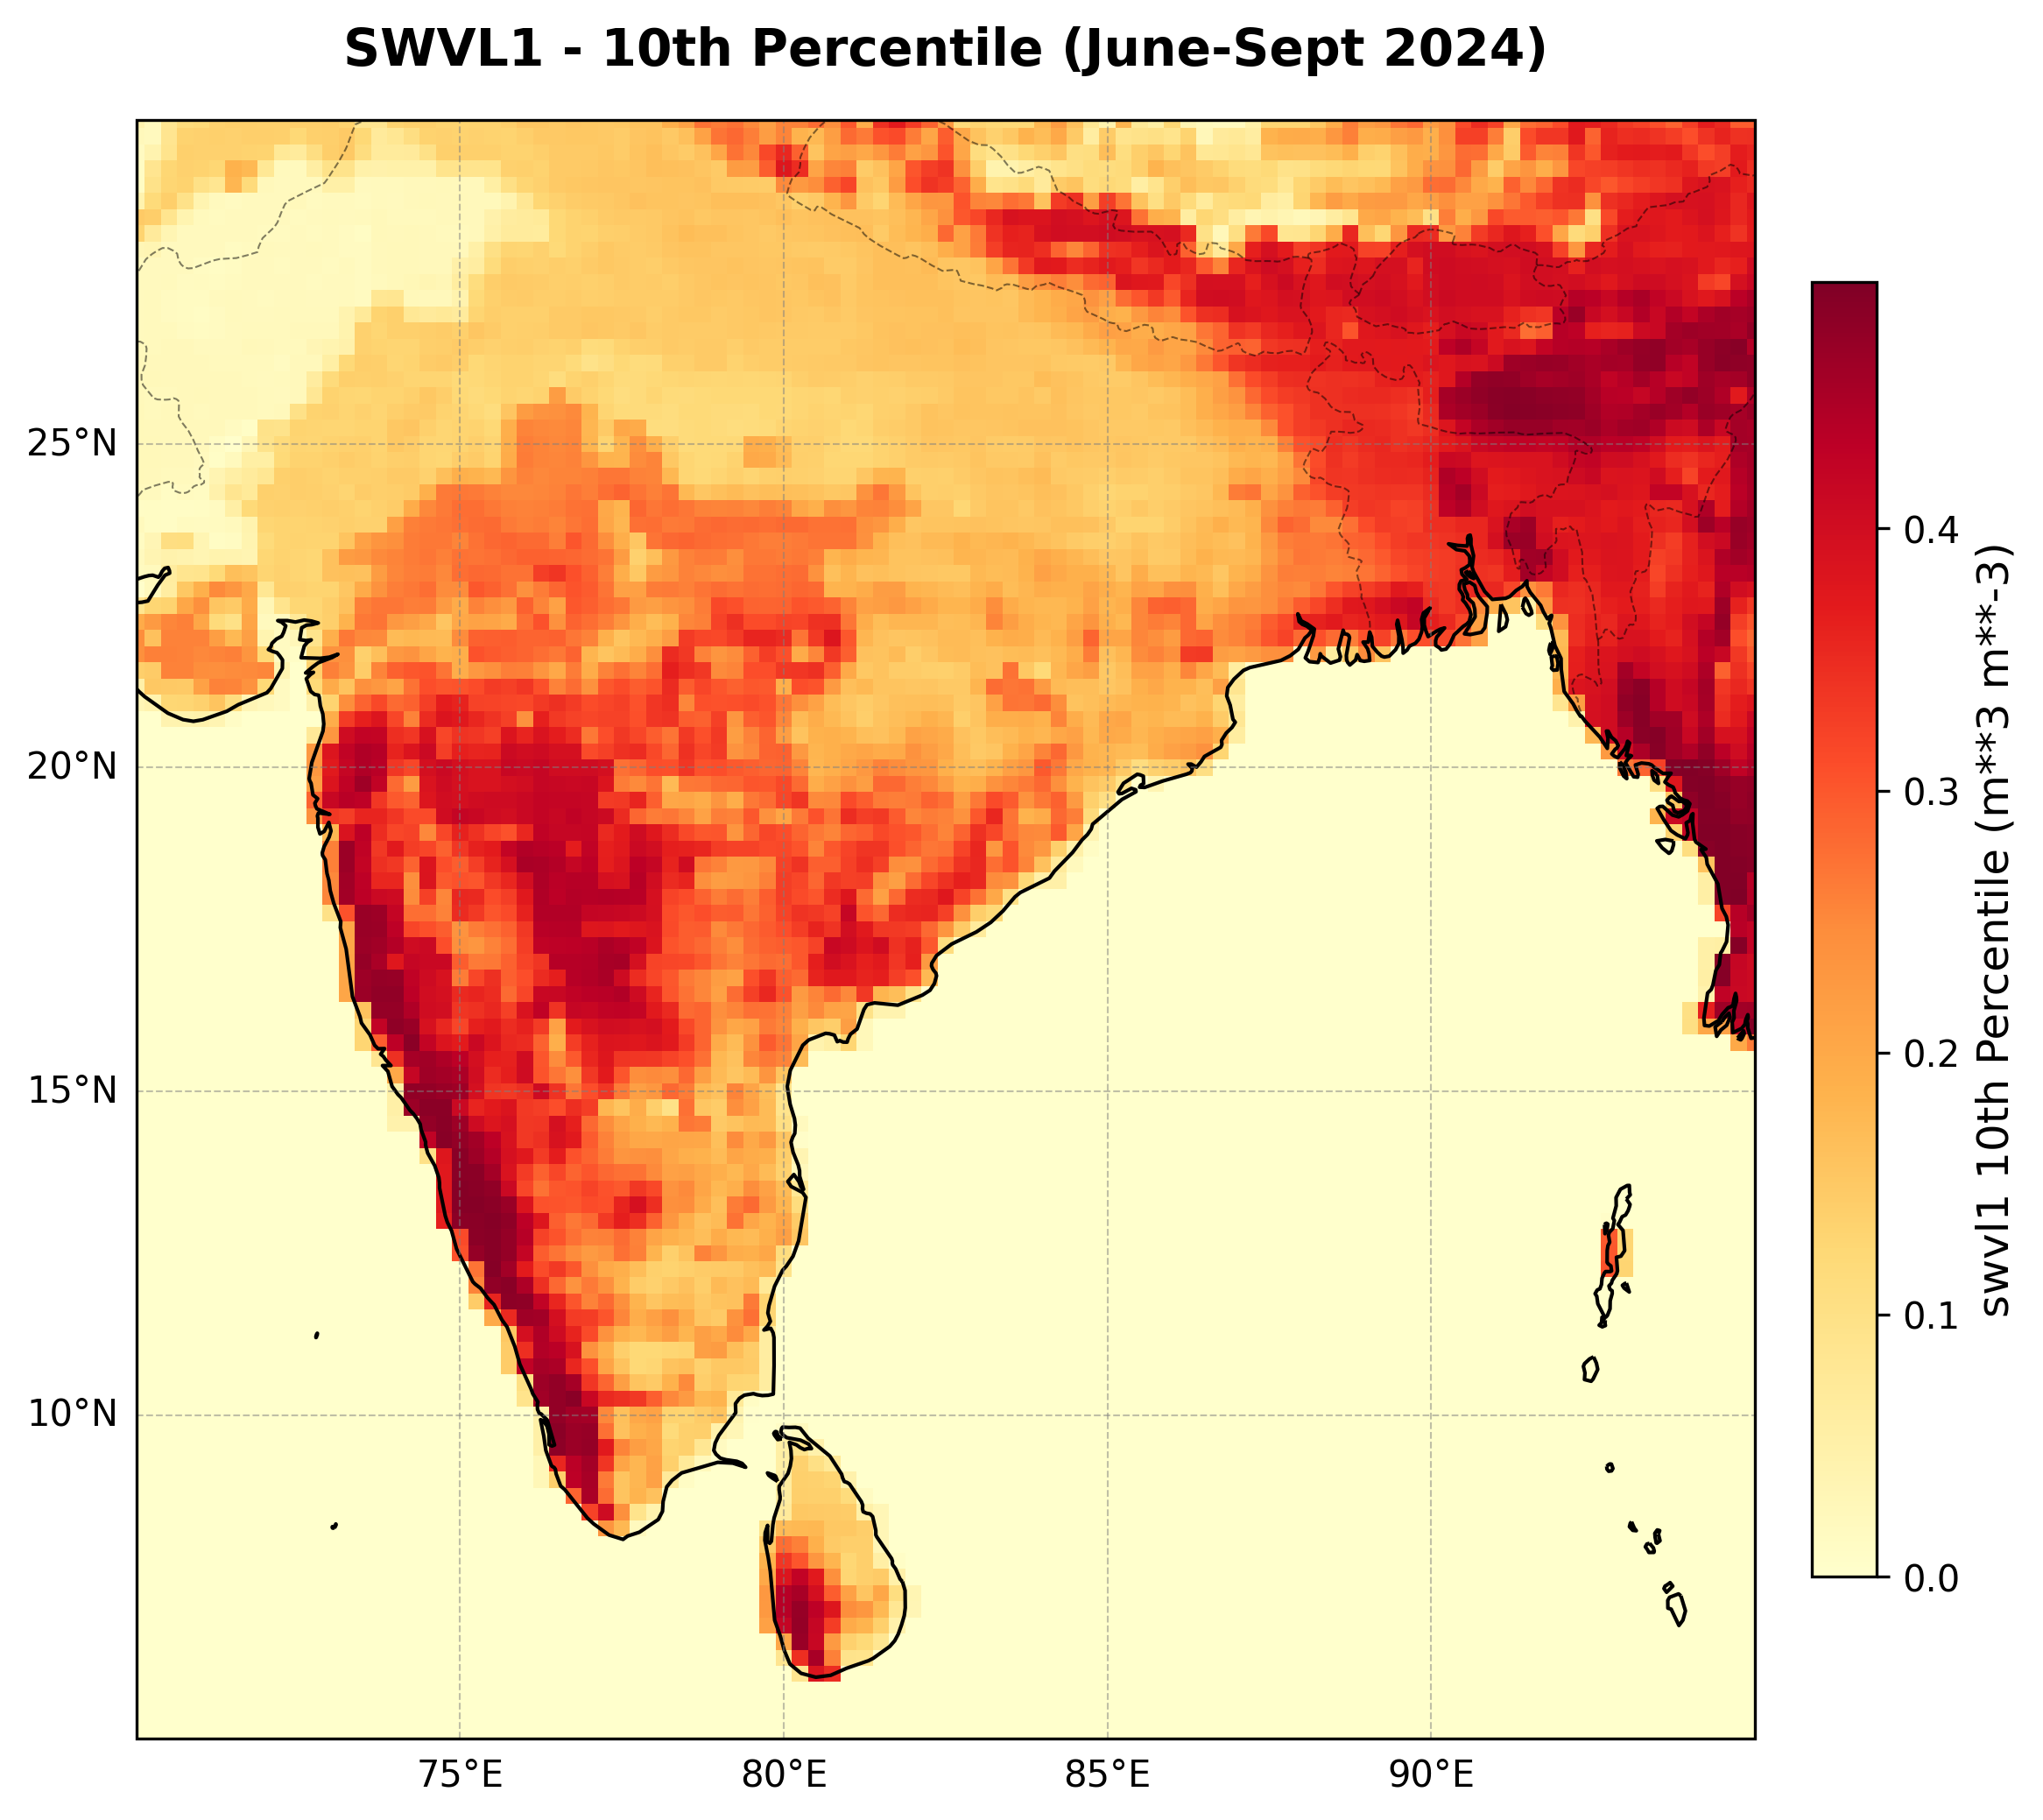 SWVL1 - 10th Percentile (June-Sept 2024)
25°N
20°N
15°N
10°N
75°E
80°E
85°E
90°E
0.4
0.3
0.2
0.1
0.0
swvl1 10th Percentile (m**3 m**-3)